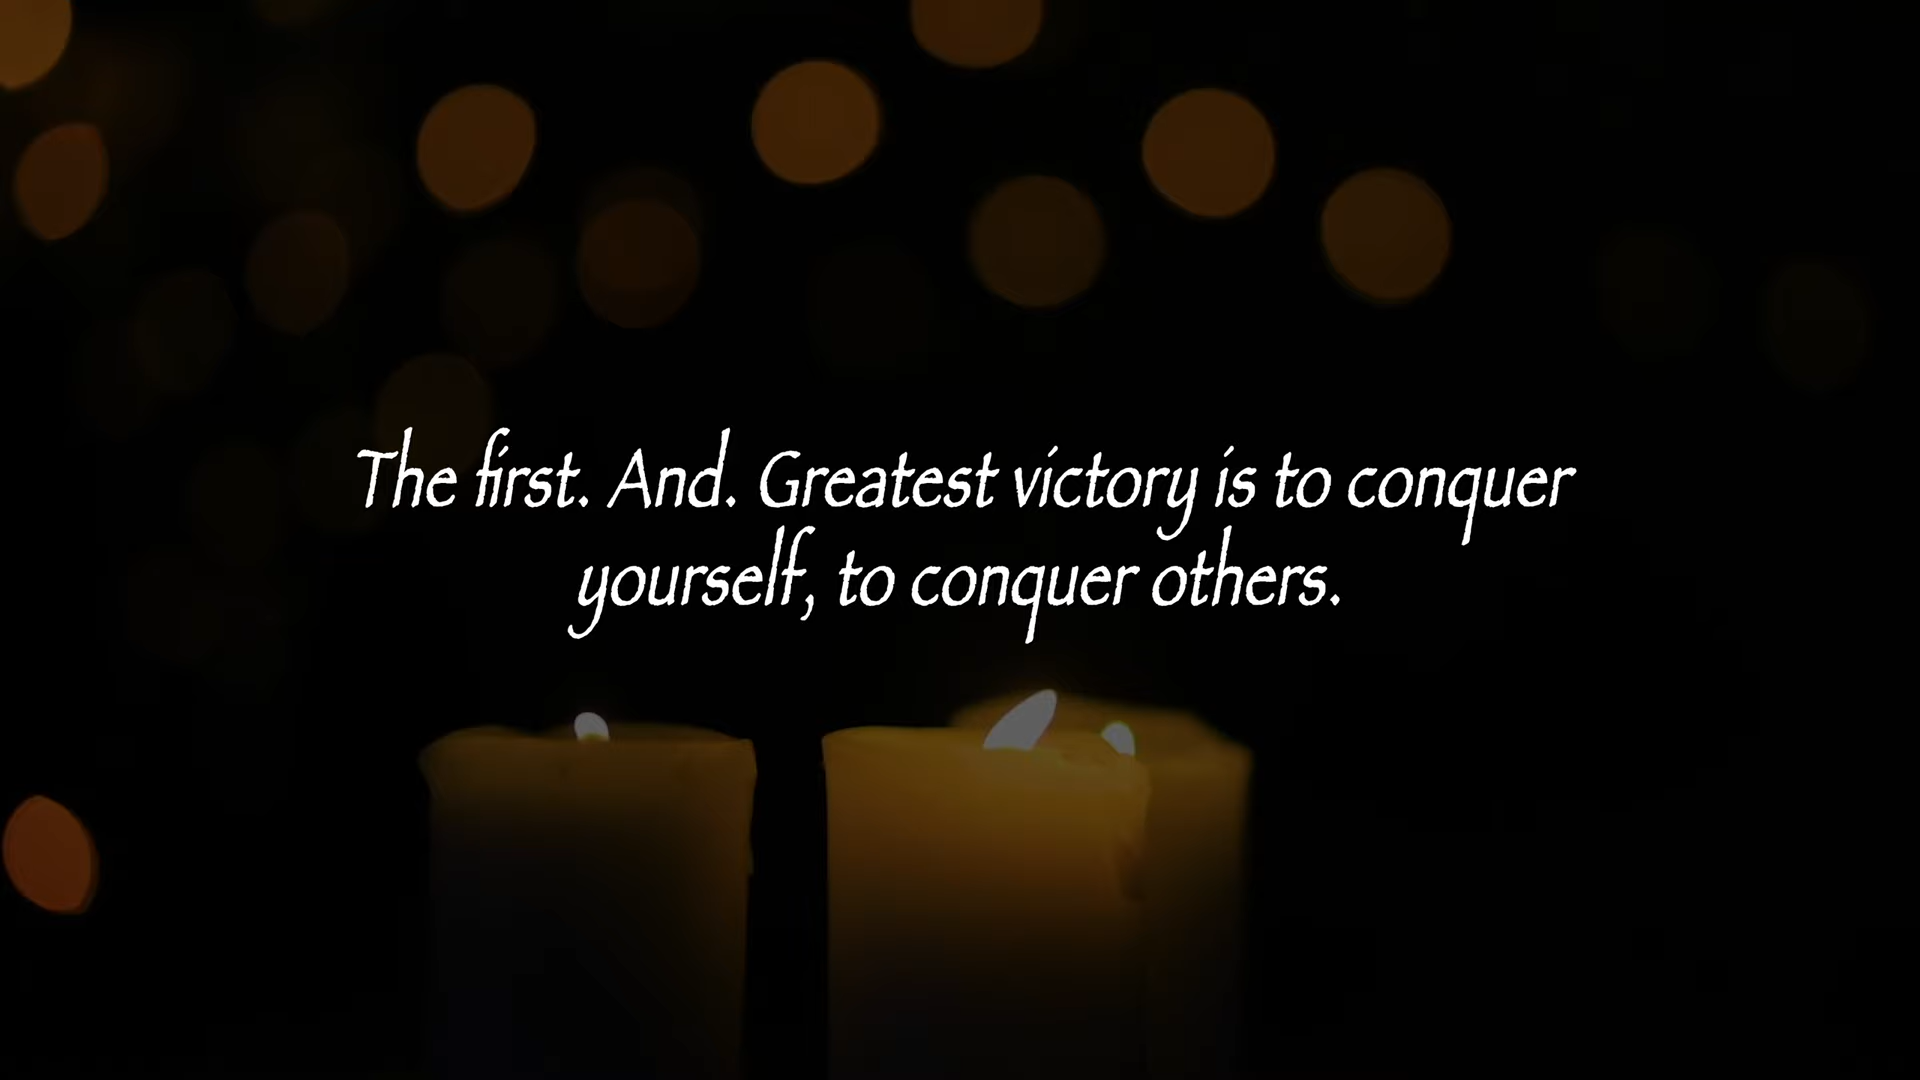 The first. And. Greatest victory is to conquer
yourself, to conquer others.